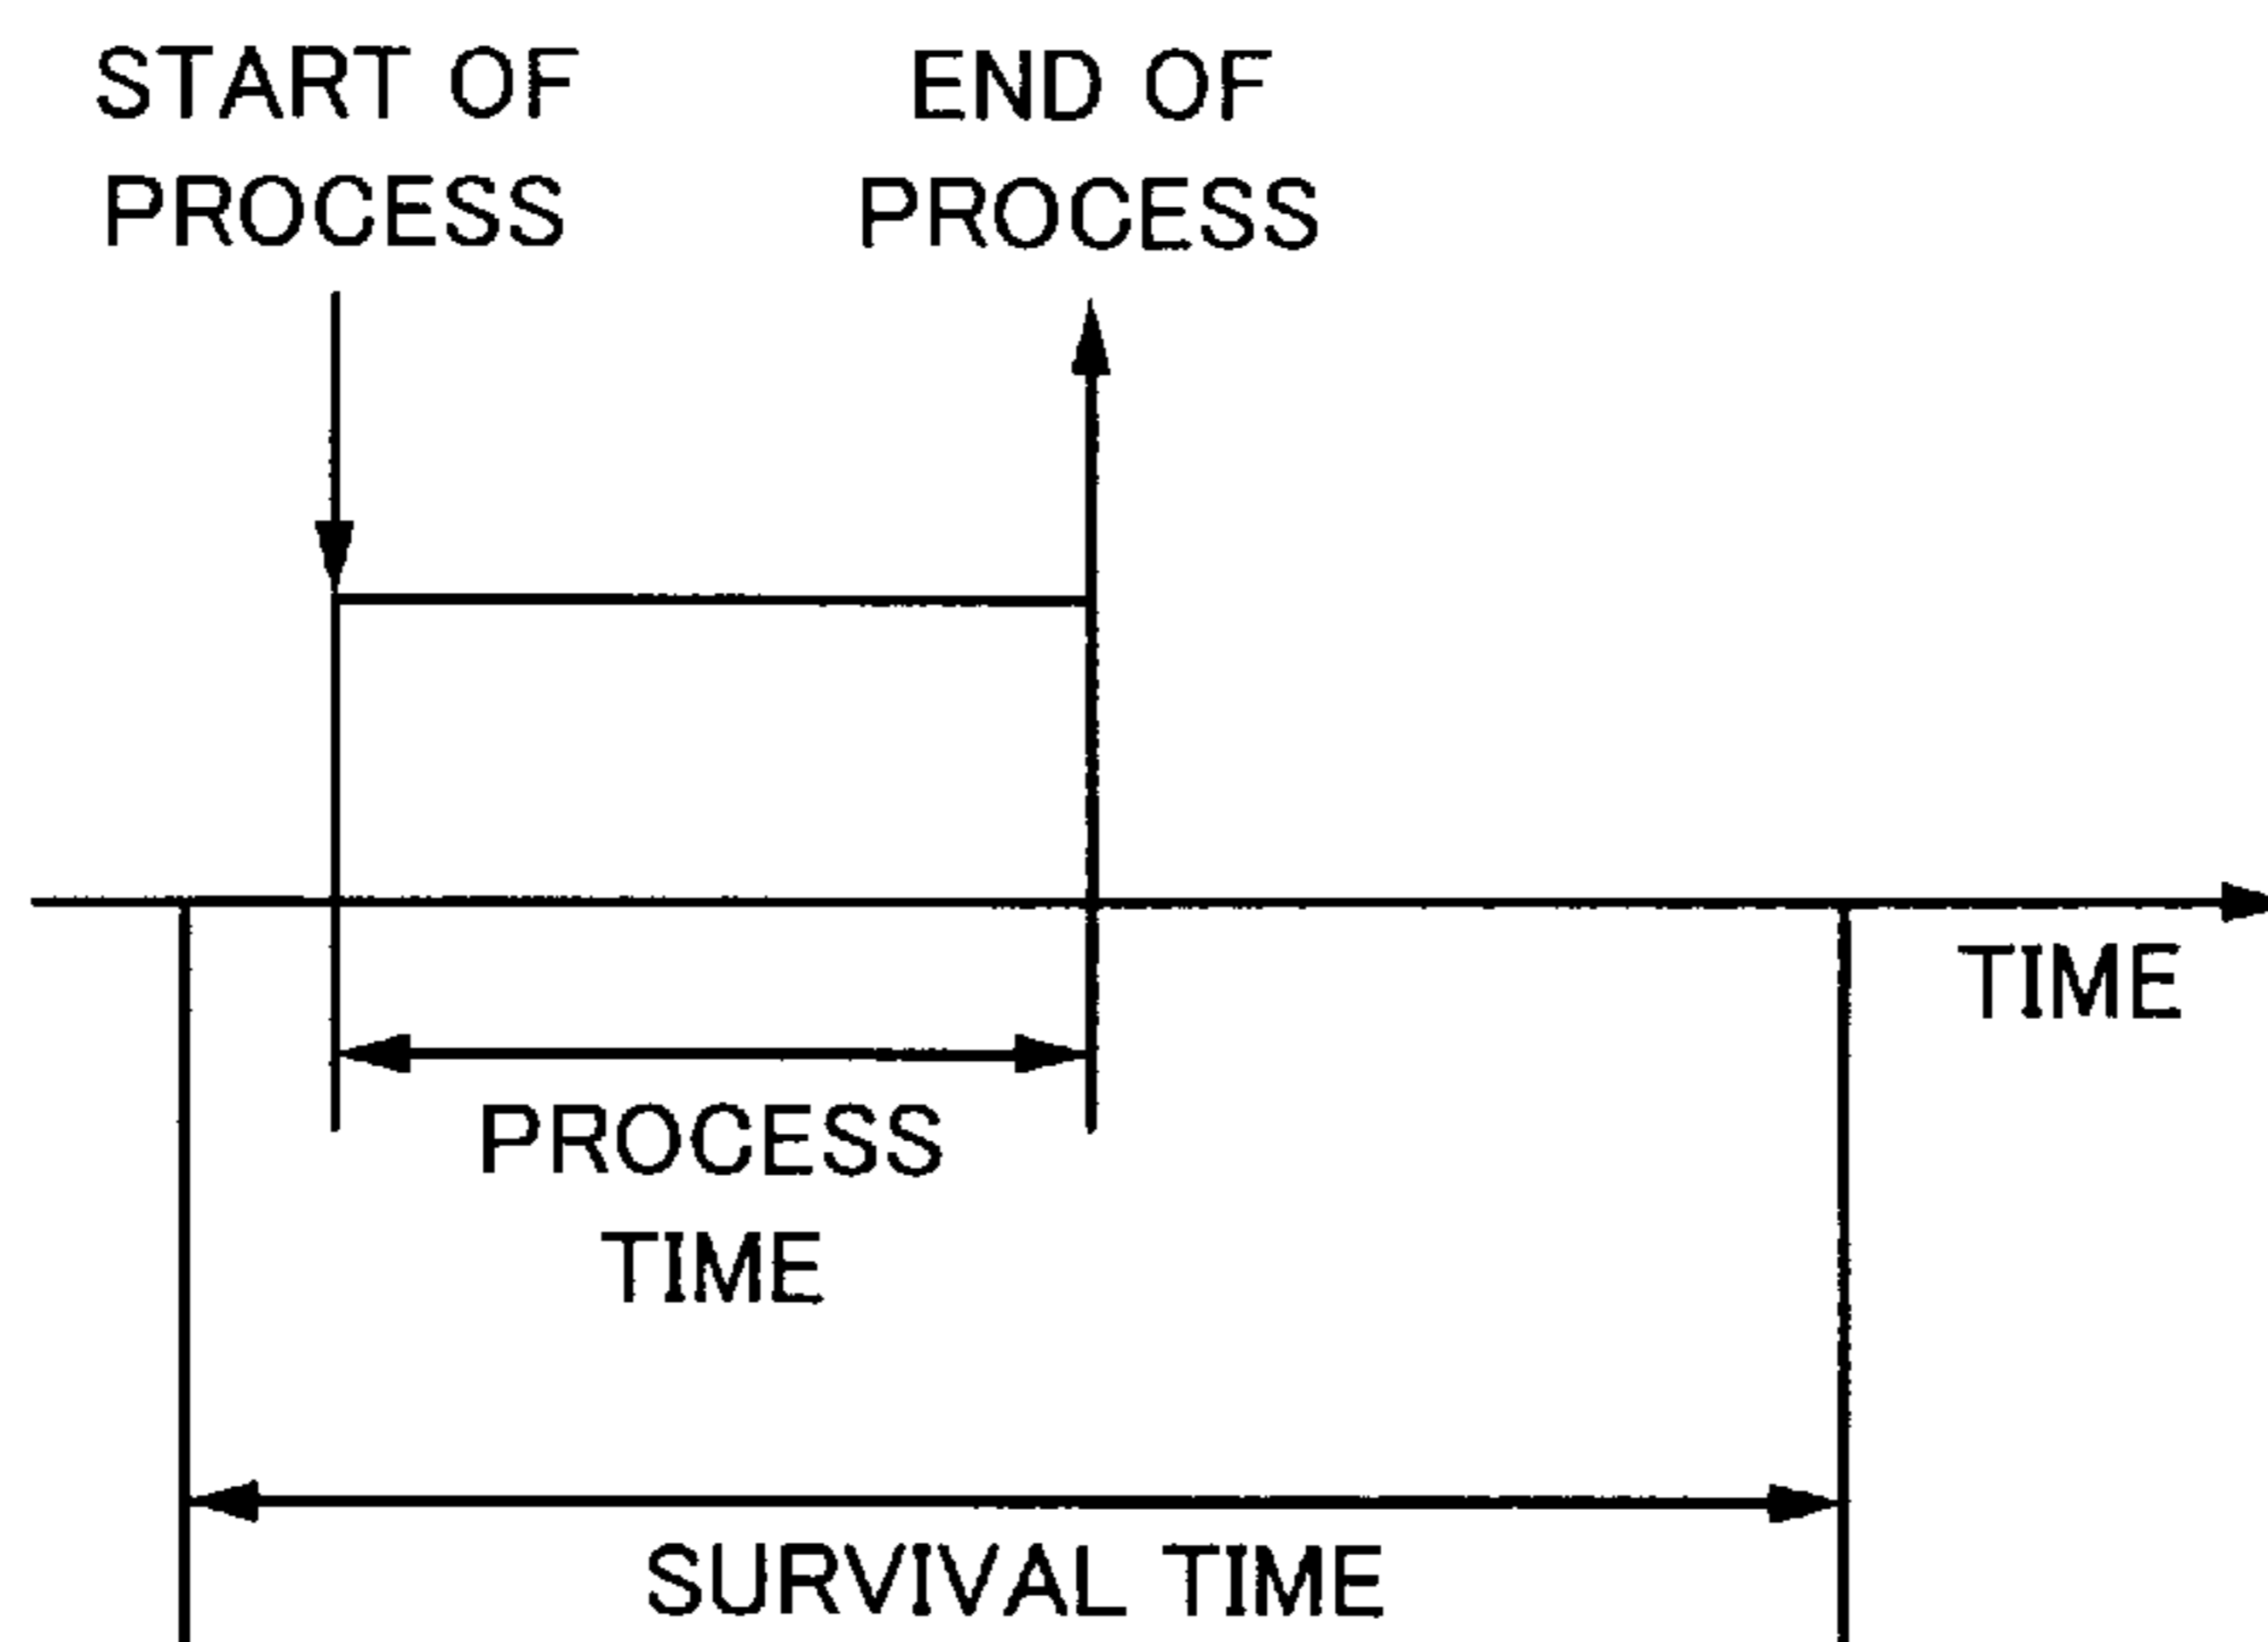 START OF
PROCESS
END OF
PROCESS
TIME
PROCESS
TIME
SURVIVAL TIME